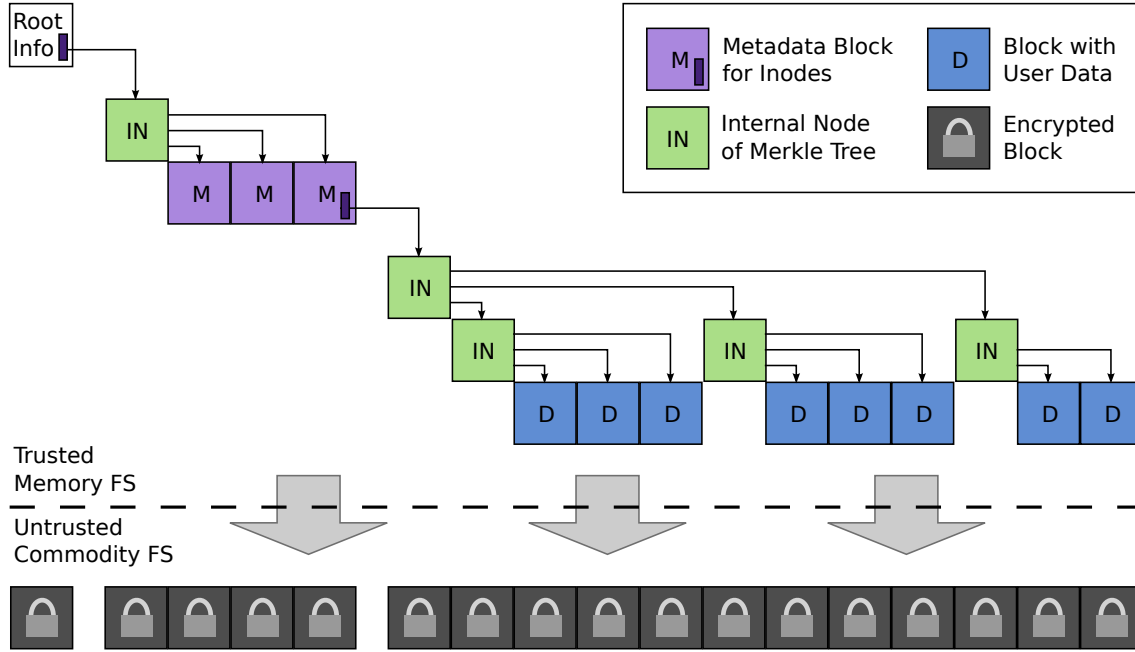 Root
Info
M
Metadata Block
for Inodes
D
Block with
User Data
IN
Internal Node
of Merkle Tree
Encrypted
Block
IN
M M M
IN
IN IN IN
D D D D D D D D
Trusted
Memory FS
Untrusted
Commodity FS